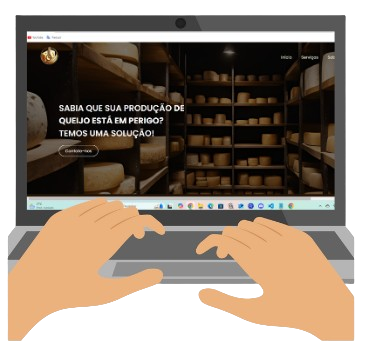 Início Serviços
SABIA QUE SUA PRODUÇÃO DE
QUEIJO ESTÁ EM PERIGO?
TEMOS UMA SOLUÇÃO!